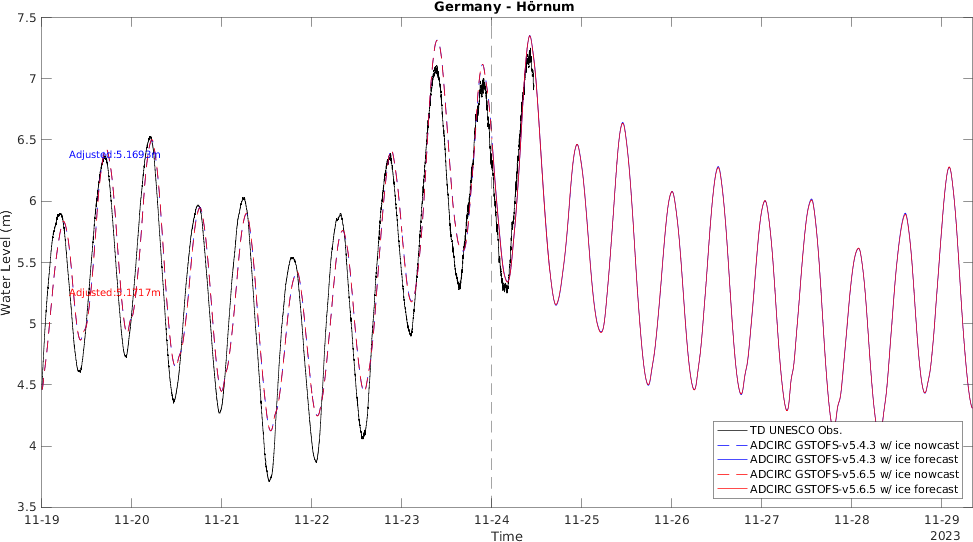 Germany - Hörnum
7.5
7
6.5
6
5.5
5
4.5
4
3.5
Water Level (m)
Adjusted:5.1693m
Adjusted:5.1717m
TD UNESCO Obs.
ADCIRC GSTOFS-v5.4.3 w/ ice nowcast
ADCIRC GSTOFS-v5.4.3 w/ ice forecast
ADCIRC GSTOFS-v5.6.5 w/ ice nowcast
ADCIRC GSTOFS-v5.6.5 w/ ice forecast
11-19 11-20 11-21 11-22 11-23 11-24 11-25 11-26 11-27 11-28 11-29
Time
2023